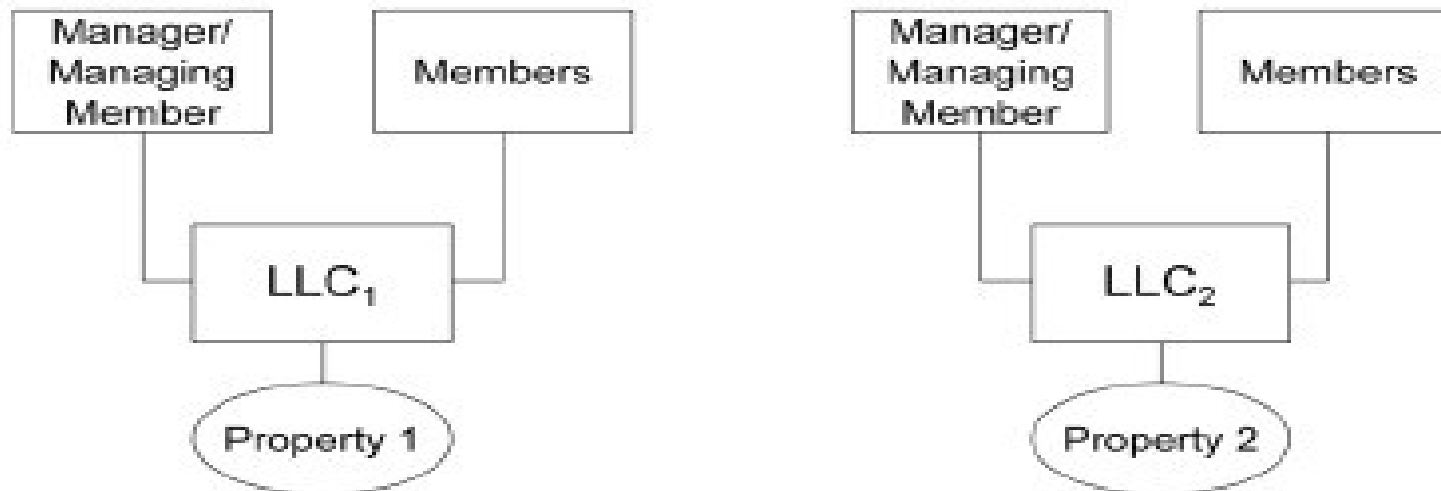 Manager/
Managing
Member
Members
LLC₁
Property 1
Manager/
Managing
Member
Members
LLC₂
Property 2